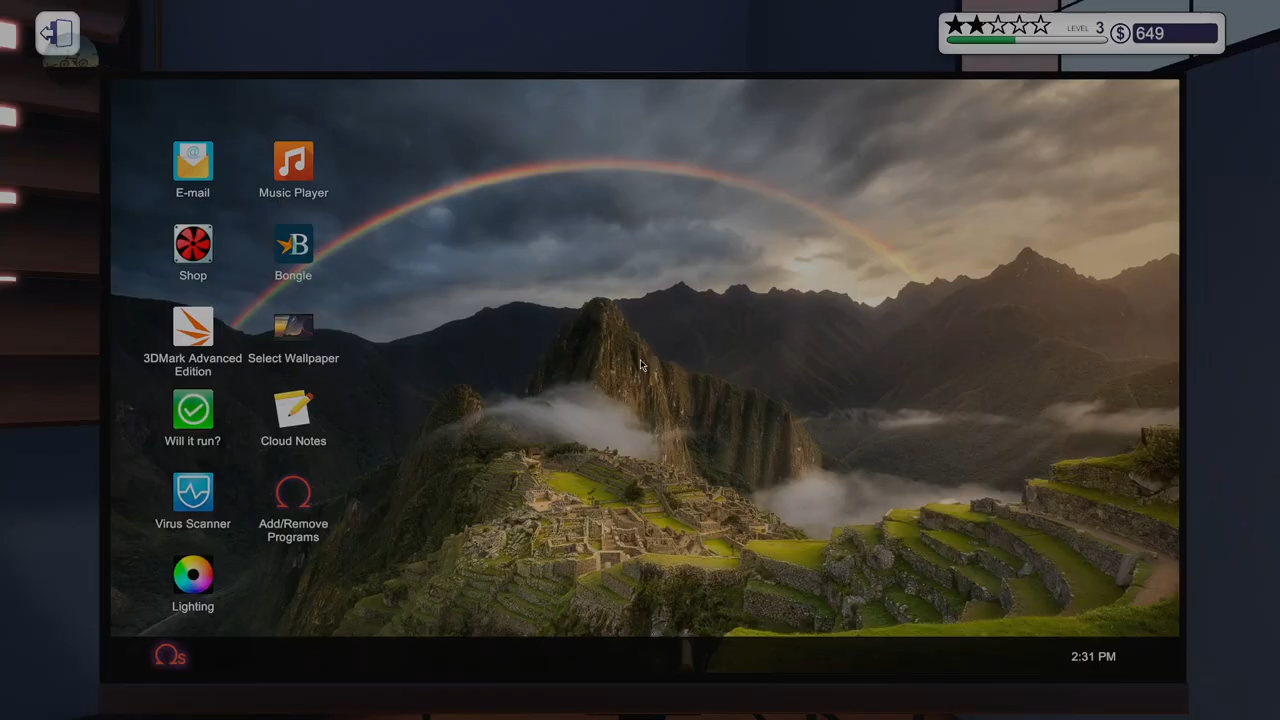 LEVEL 3
$ 649
E-mail
Music Player
Shop
Bongle
3DMark Advanced
Edition
Select Wallpaper
Will it run?
Cloud Notes
Virus Scanner
Add/Remove
Programs
Lighting
Ωs
2:31 PM